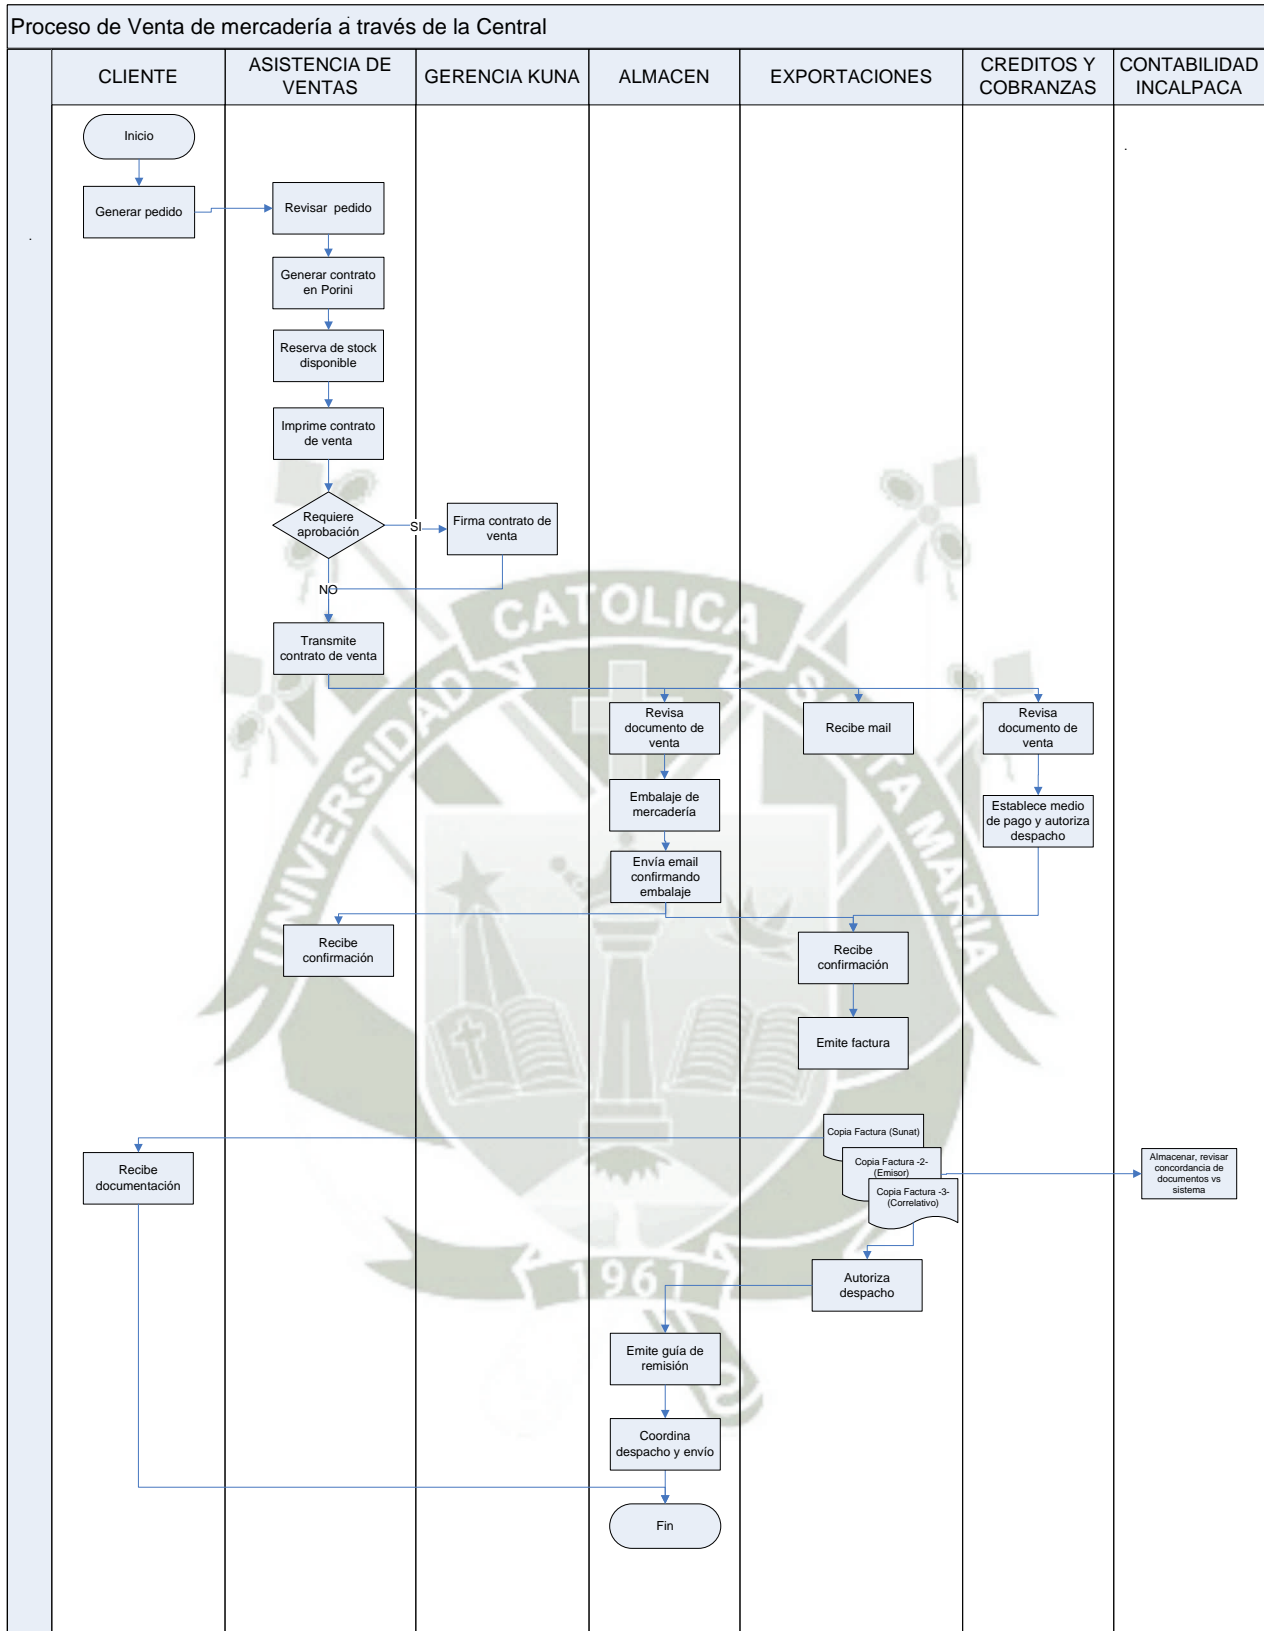 Proceso de Venta de mercadería a través de la Central
CLIENTE
ASISTENCIA DE
VENTAS
GERENCIA KUNA
ALMACEN
EXPORTACIONES
CREDITOS Y
COBRANZAS
CONTABILIDAD
INCALPACA
Inicio
Generar pedido
Revisar pedido
Generar contrato
en Porini
Reserva de stock
disponible
Imprime contrato
de venta
Requiere
aprobación
SI
Firma contrato de
venta
NO
Transmite
contrato de venta
Revisa
documento de
venta
Recibe mail
Revisa
documento de
venta
Embalaje de
mercadería
Establece medio
de pago y autoriza
despacho
Envía email
confirmando
embalaje
Recibe
confirmación
Recibe
confirmación
Emite factura
Copia Factura (Sunat)
Copia Factura -2-
(Emisor)
Copia Factura -3-
(Correlativo)
Recibe
documentación
Almacenar, revisar
concordancia de
documentos vs
sistema
Autoriza
despacho
Emite guía de
remisión
Coordina
despacho y envío
Fin
UNIVERSIDAD
CATOLICA
SANTA MARIA
1961